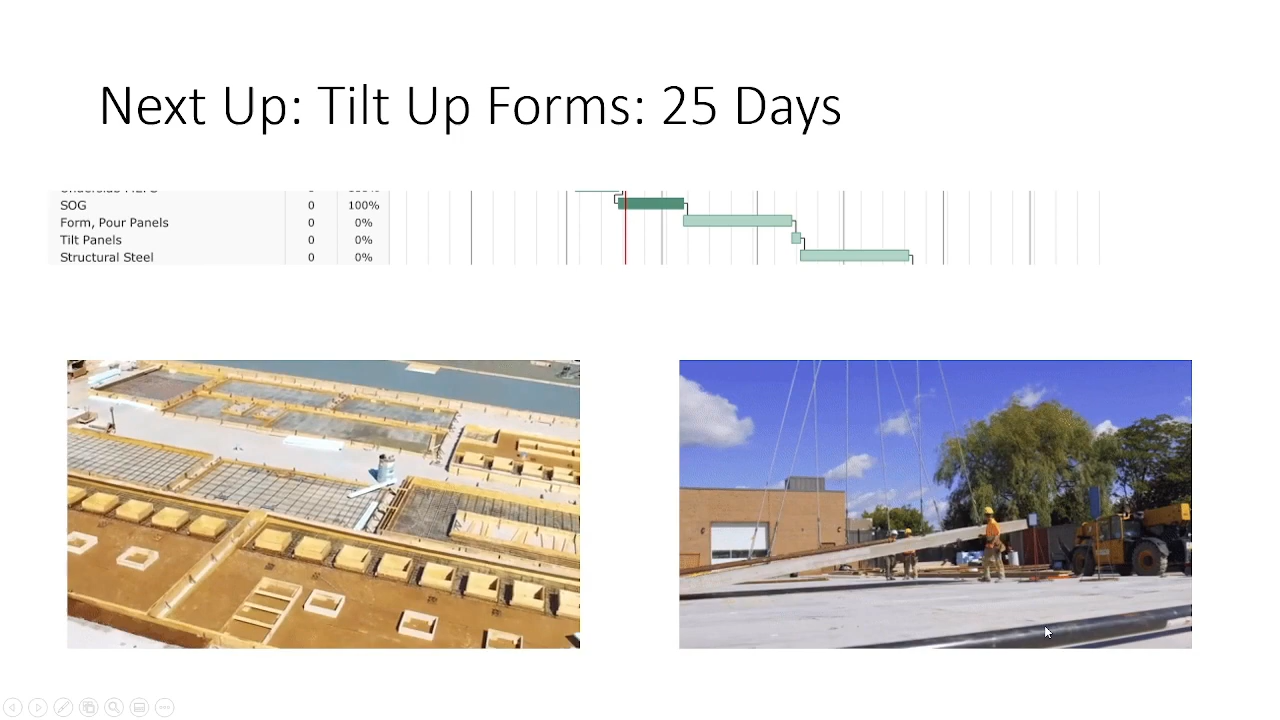 Next Up: Tilt Up Forms: 25 Days
SOG 0 100%
Form, Pour Panels 0 0%
Tilt Panels 0 0%
Structural Steel 0 0%